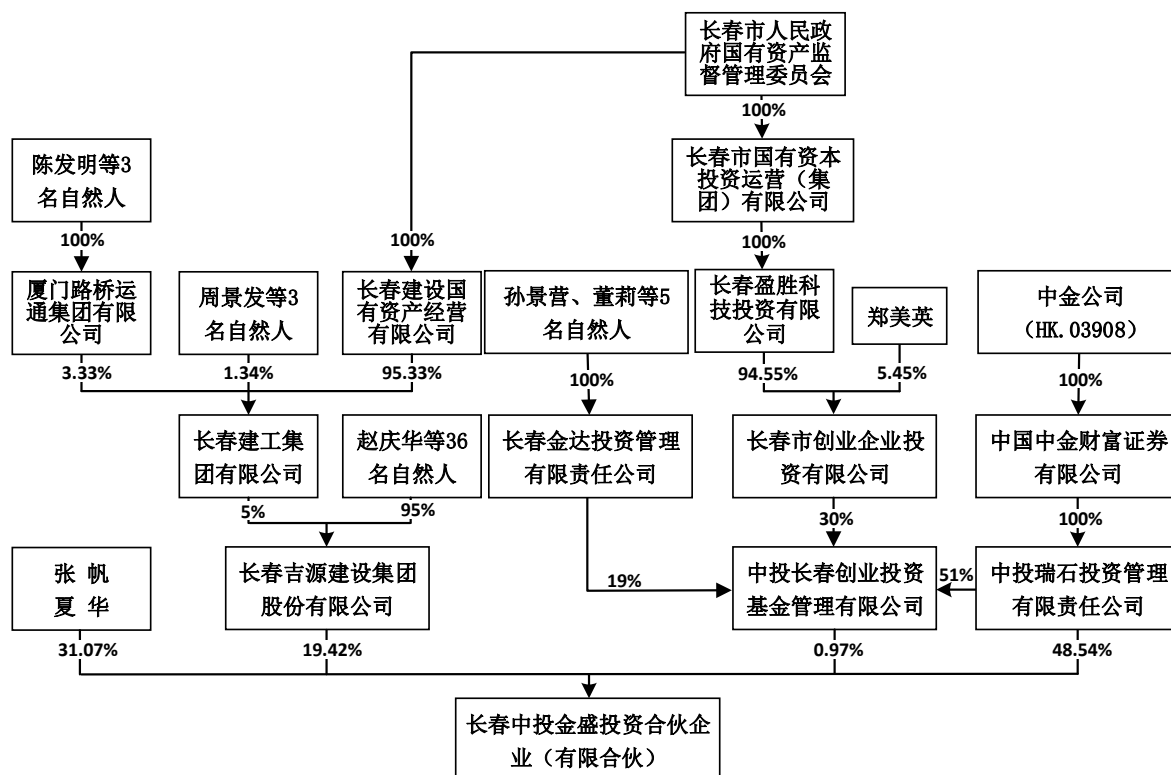 长春市人民政
府国有资产监
督管理委员会
100%
陈发明等3
名自然人
长春市国有资本
投资运营（集
团）有限公司
100%
100%
100%
厦门路桥运
通集团有限
公司
周景发等3
名自然人
长春建设国
有资产经营
有限公司
孙景营、董莉等5
名自然人
长春盈胜科
技投资有限
公司
郑美英
中金公司
（HK.03908）
3.33%
1.34%
95.33%
100%
94.55%
5.45%
100%
长春建工集
团有限公司
赵庆华等36
名自然人
长春金达投资管理
有限责任公司
长春市创业企业投
资有限公司
中国中金财富证券
有限公司
5%
95%
30%
100%
张 帆
夏 华
长春吉源建设集团
股份有限公司
19%
中投长春创业投资
基金管理有限公司
51%
中投瑞石投资管理
有限责任公司
31.07%
19.42%
0.97%
48.54%
长春中投金盛投资合伙企
业（有限合伙）